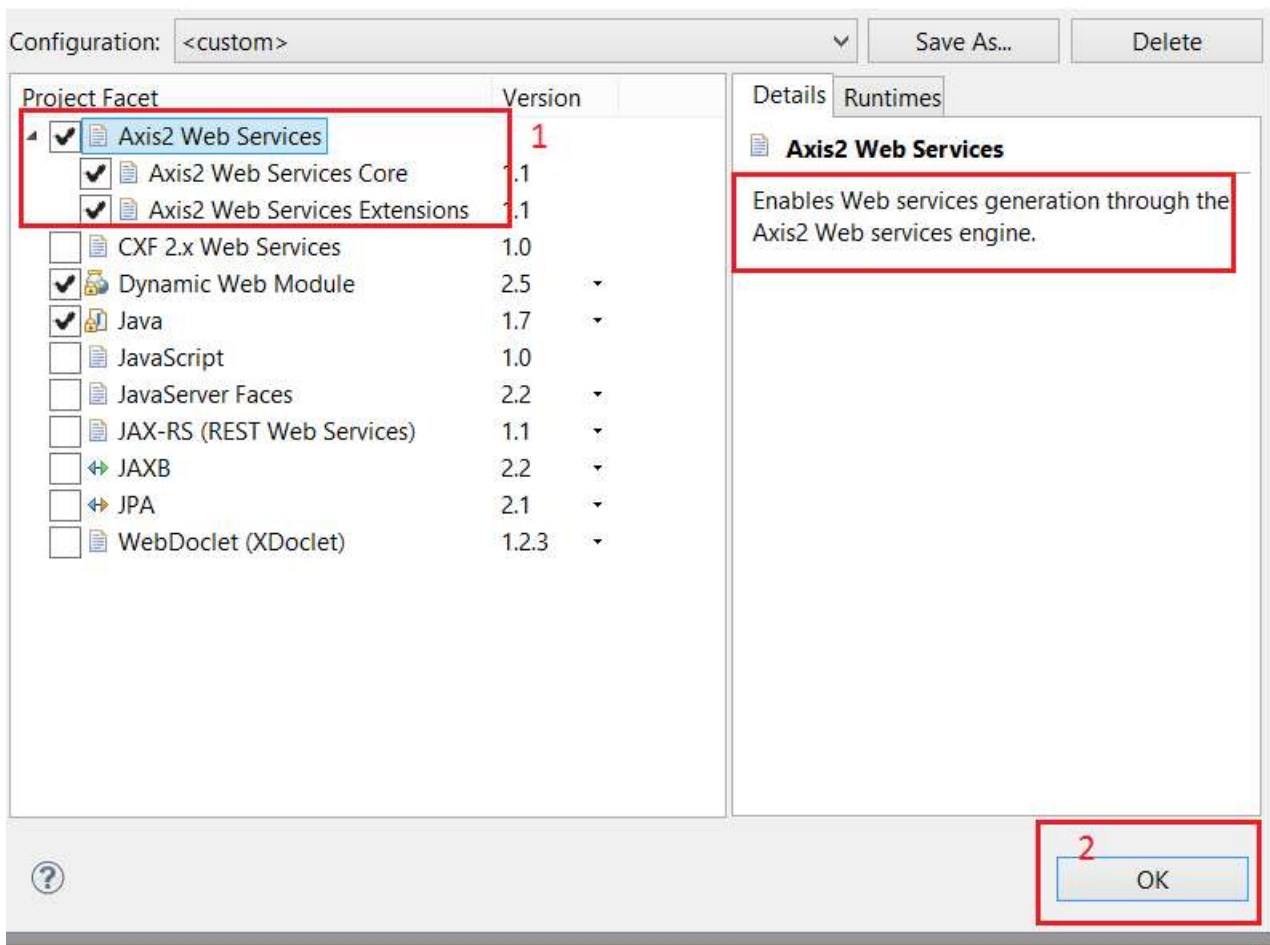 Configuration: <custom> Save As... Delete
Project Facet Version
Axis2 Web Services 1
Axis2 Web Services Core .1
Axis2 Web Services Extensions .1
CXF 2.x Web Services 1.0
Dynamic Web Module 2.5
Java 1.7
JavaScript 1.0
JavaServer Faces 2.2
JAX-RS (REST Web Services) 1.1
JAXB 2.2
JPA 2.1
WebDoclet (XDoclet) 1.2.3
Details Runtimes
Axis2 Web Services
Enables Web services generation through the
Axis2 Web services engine.
2
OK
?